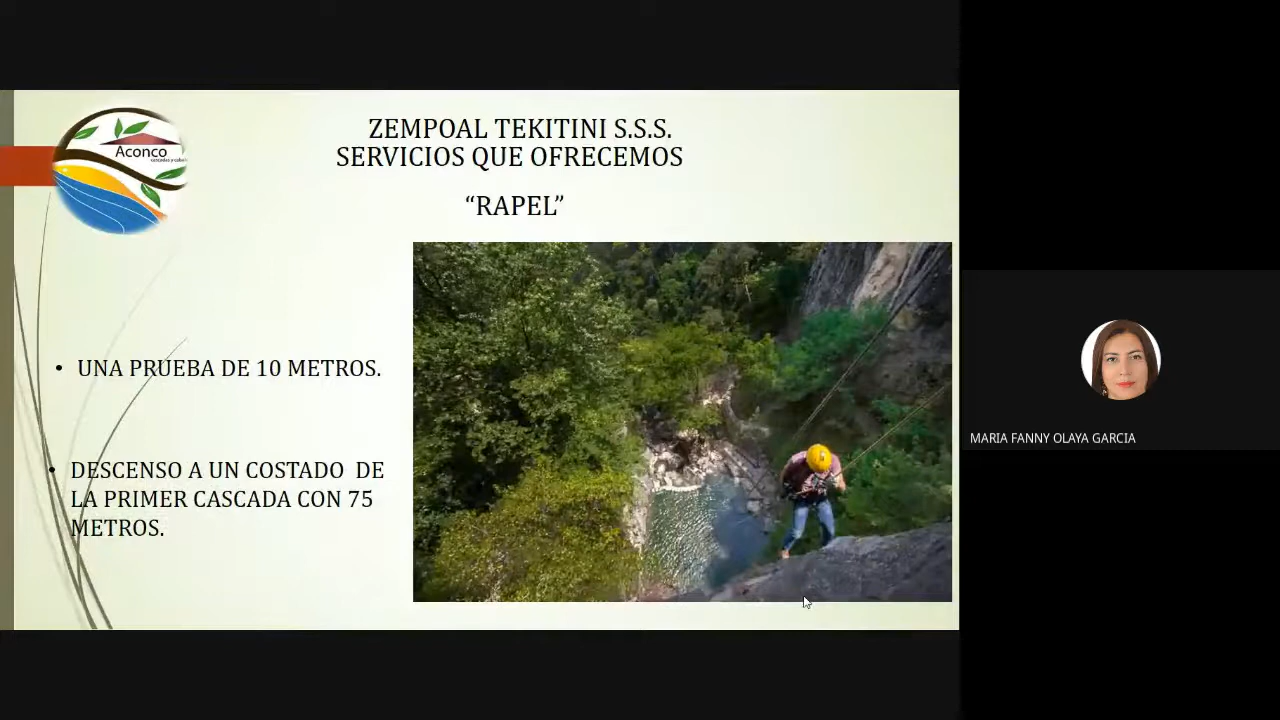 ZEMPOAL TEKITINI S.S.S.
SERVICIOS QUE OFRECEMOS
“RAPEL”
Aconco
• UNA PRUEBA DE 10 METROS.
• DESCENSO A UN COSTADO DE
LA PRIMER CASCADA CON 75
METROS.
MARIA FANNY OLAYA GARCIA